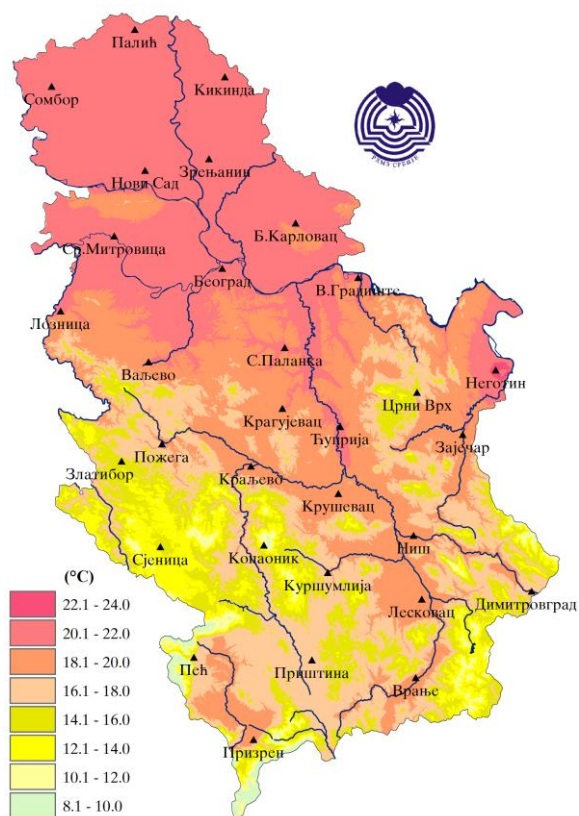 Палић
Сомбор
Кикинда
РХМЗ СРБИЈЕ
Зрењанин
Нови Сад
Б.Карловац
Ср.Митровица
Београд
В.Градиште
Лозница
С.Паланка
Ваљево
Неготин
Црни Врх
Крагујевац
Ћуприја
Зајечар
Пожега
Златибор
Краљево
Крушевац
Ниш
Копаоник
Сјеница
Куршумлија
Димитровград
Лесковац
Пећ
Приштина
Врање
Призрен
(°C)
22.1 - 24.0
20.1 - 22.0
18.1 - 20.0
16.1 - 18.0
14.1 - 16.0
12.1 - 14.0
10.1 - 12.0
8.1 - 10.0